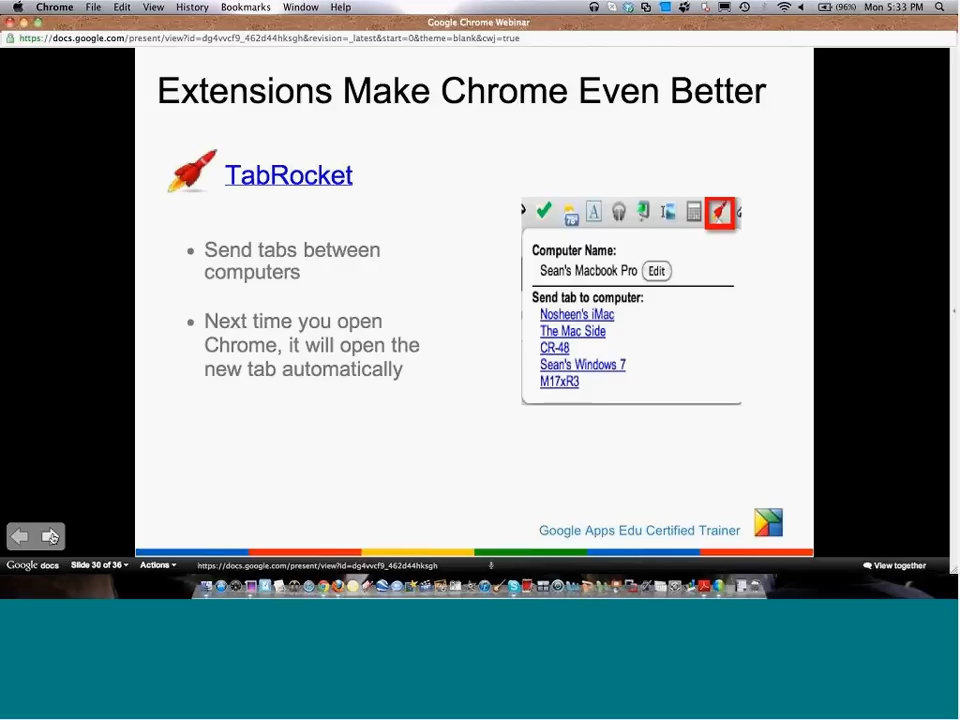 Chrome File Edit View History Bookmarks Window Help (96%) Mon 5:33 PM
Google Chrome Webinar
https://docs.google.com/present/view?id=dg4vvcf9_462d44hksgh&revision=_latest&start=0&theme=blank&cwj=true
Extensions Make Chrome Even Better
TabRocket
• Send tabs between
computers
• Next time you open
Chrome, it will open the
new tab automatically
A
Computer Name:
Sean's Macbook Pro Edit
Send tab to computer:
Nosheen's iMac
The Mac Side
CR-48
Sean's Windows 7
M17xR3
Google Apps Edu Certified Trainer
Google docs Slide 30 of 36 Actions https://docs.google.com/present/view?id=dg4vvcf9_462d44hksgh View together